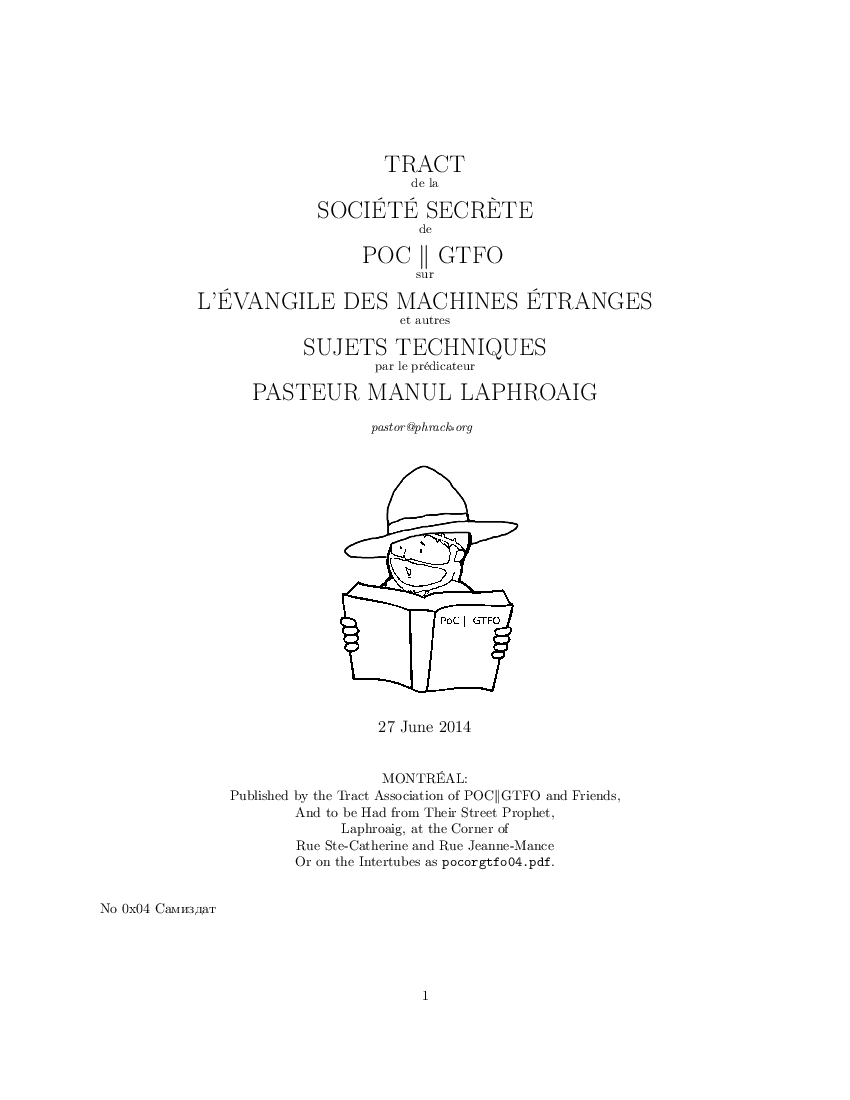 TRACT
de la
SOCIÉTÉ SECRÈTE
de
POC ‖ GTFO
sur
L'ÉVANGILE DES MACHINES ÉTRANGES
et autres
SUJETS TECHNIQUES
par le prédicateur
PASTEUR MANUL LAPHROAIG
pastor@phrack.org
PoC | GTFO
27 June 2014
MONTRÉAL:
Published by the Tract Association of POC‖GTFO and Friends,
And to be Had from Their Street Prophet,
Laphroaig, at the Corner of
Rue Ste-Catherine and Rue Jeanne-Mance
Or on the Intertubes as pocorgtfo04.pdf.
No 0x04 Самиздат
1